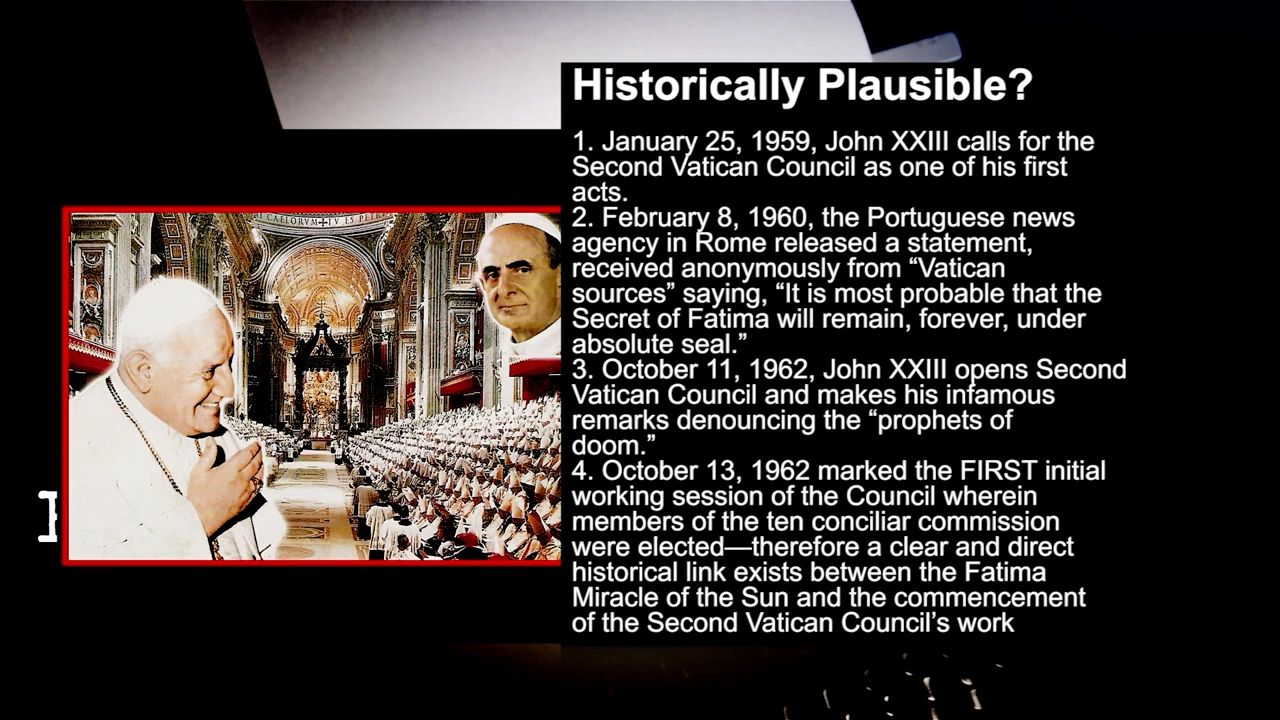 Historically Plausible?
1. January 25, 1959, John XXIII calls for the
Second Vatican Council as one of his first
acts.
2. February 8, 1960, the Portuguese news
agency in Rome released a statement,
received anonymously from “Vatican
sources” saying, “It is most probable that the
Secret of Fatima will remain, forever, under
absolute seal.”
3. October 11, 1962, John XXIII opens Second
Vatican Council and makes his infamous
remarks denouncing the “prophets of
doom.”
4. October 13, 1962 marked the FIRST initial
working session of the Council wherein
members of the ten conciliar commission
were elected—therefore a clear and direct
historical link exists between the Fatima
Miracle of the Sun and the commencement
of the Second Vatican Council’s work